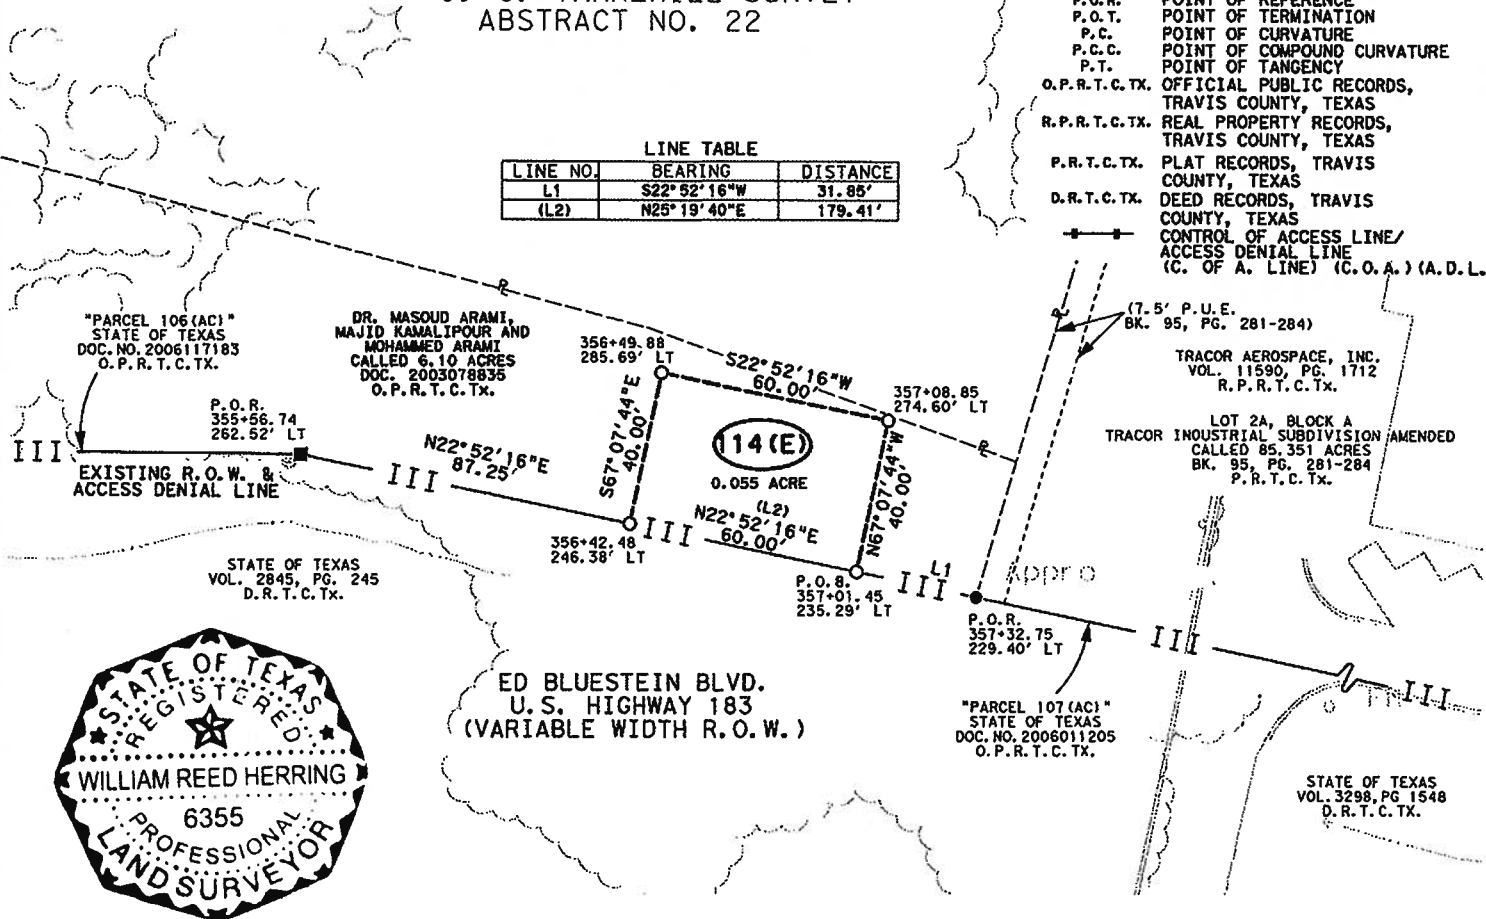 ABSTRACT NO. 22
P.O.T. POINT OF TERMINATION
P.C. POINT OF CURVATURE
P.C.C. POINT OF COMPOUND CURVATURE
P.T. POINT OF TANGENCY
O.P.R.T.C.TX. OFFICIAL PUBLIC RECORDS,
TRAVIS COUNTY, TEXAS
R.P.R.T.C.TX. REAL PROPERTY RECORDS,
TRAVIS COUNTY, TEXAS
P.R.T.C.TX. PLAT RECORDS, TRAVIS
COUNTY, TEXAS
D.R.T.C.TX. DEED RECORDS, TRAVIS
COUNTY, TEXAS
CONTROL OF ACCESS LINE/
ACCESS DENIAL LINE
(C. OF A. LINE) (C.O.A.)(A.D.L.
LINE TABLE
LINE NO. BEARING DISTANCE
L1 S22°52'16"W 31.85'
(L2) N25°19'40"E 179.41'
"PARCEL 106(AC)"
STATE OF TEXAS
DOC. NO. 2006117183
O.P.R.T.C.TX.
DR. MASOUD ARAMI,
MAJID KAMALIPOUR AND
MOHAMMED ARAMI
CALLED 6.10 ACRES
DOC. 2003078835
O.P.R.T.C.Tx.
356+49.88
285.69' LT
S22°52'16"W
60.00'
357+08.85
274.60' LT
(7.5' P.U.E.
BK. 95, PG. 281-284)
TRACOR AEROSPACE, INC.
VOL. 11590, PG. 1712
R.P.R.T.C.Tx.
LOT 2A, BLOCK A
TRACOR INDUSTRIAL SUBDIVISION AMENDED
CALLED 85.351 ACRES
BK. 95, PG. 281-284
P.R.T.C.Tx.
P.O.R.
355+56.74
262.52' LT
EXISTING R.O.W. &
ACCESS DENIAL LINE
N22°52'16"E
87.25'
S67°07'44"E
40.00'
114(E)
0.055 ACRE
(L2)
N22°52'16"E
60.00'
N67°07'44"W
40.00'
356+42.48
246.38' LT
P.O.B.
357+01.45
235.29' LT
L1
Appro
P.O.R.
357+32.75
229.40' LT
STATE OF TEXAS
VOL. 2845, PG. 245
D.R.T.C.Tx.
ED BLUESTEIN BLVD.
U.S. HIGHWAY 183
(VARIABLE WIDTH R.O.W.)
"PARCEL 107(AC)"
STATE OF TEXAS
DOC. NO. 2006011205
O.P.R.T.C.TX.
STATE OF TEXAS
VOL. 3298, PG 1548
D.R.T.C.TX.
STATE OF TEXAS
REGISTERED
WILLIAM REED HERRING
6355
PROFESSIONAL
LAND SURVEYOR